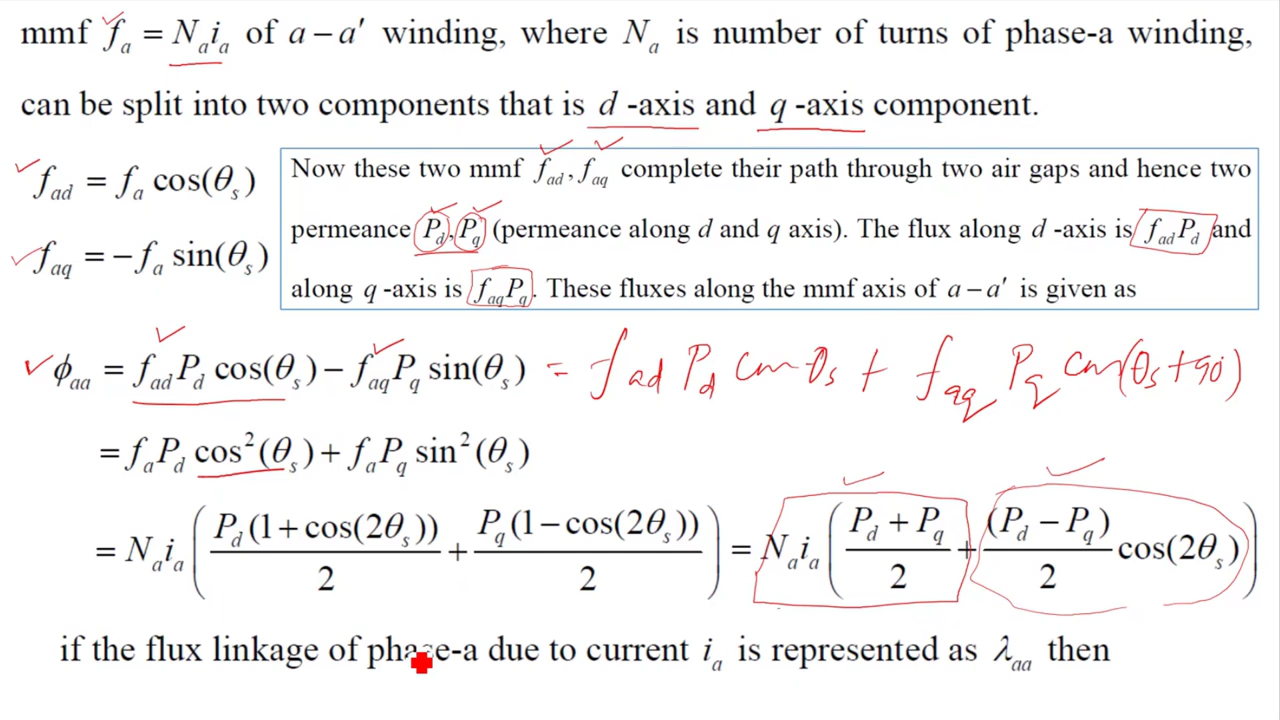 mmf f_a = N_a i_a of a − a′ winding, where N_a is number of turns of phase-a winding,
can be split into two components that is d -axis and q -axis component.
f_ad = f_a cos(θ_s)
f_aq = −f_a sin(θ_s)
Now these two mmf f_ad, f_aq complete their path through two air gaps and hence two
permeance P_d, P_q (permeance along d and q axis). The flux along d -axis is f_ad P_d and
along q -axis is f_aq P_q. These fluxes along the mmf axis of a − a′ is given as
ϕ_aa = f_ad P_d cos(θ_s) − f_aq P_q sin(θ_s) = f_ad P_d cos θ_s + f_aq P_q cos(θ_s+90)
= f_a P_d cos²(θ_s) + f_a P_q sin²(θ_s)
= N_a i_a ( P_d(1 + cos(2θ_s))/2 + P_q(1 − cos(2θ_s))/2 ) = N_a i_a ( (P_d + P_q)/2 + (P_d − P_q)/2 cos(2θ_s) )
if the flux linkage of phase-a due to current i_a is represented as λ_aa then